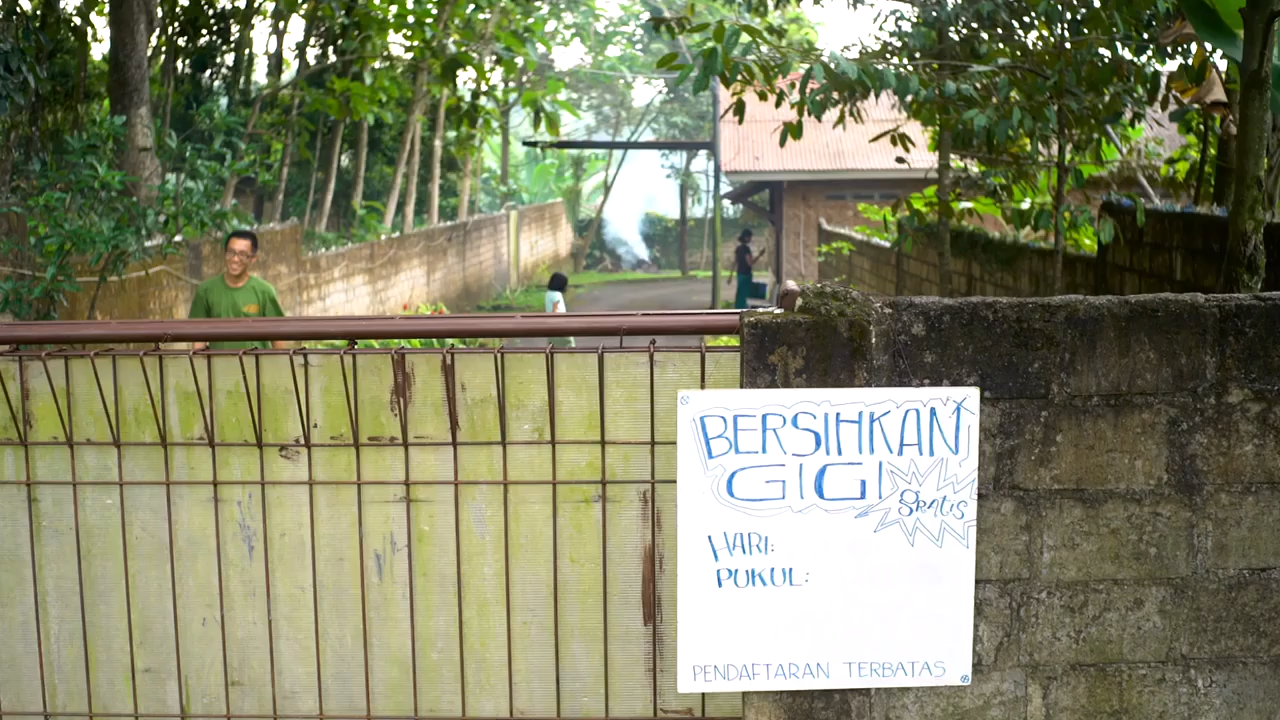 BERSIHKAN
GIGI
GRATIS
HARI:
PUKUL:
PENDAFTARAN TERBATAS